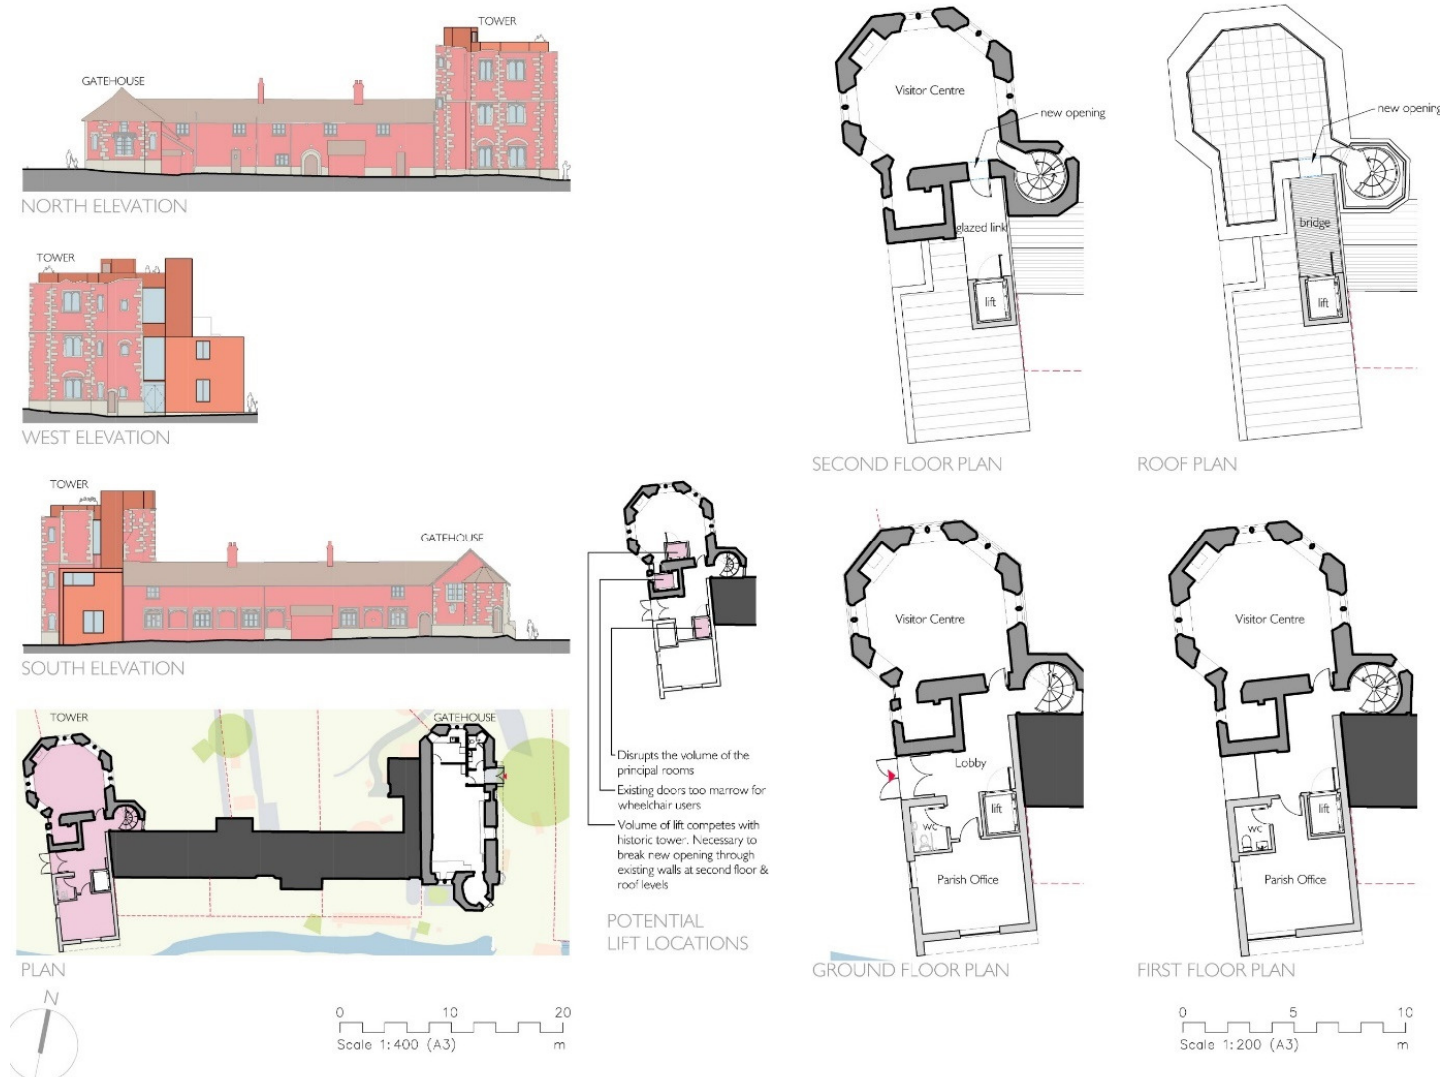 TOWER
GATEHOUSE
NORTH ELEVATION
TOWER
WEST ELEVATION
TOWER
GATEHOUSE
SOUTH ELEVATION
TOWER
GATEHOUSE
PLAN
N
0 10 20
Scale 1:400 (A3) m
Disrupts the volume of the
principal rooms
Existing doors too marrow for
wheelchair users
Volume of lift competes with
historic tower. Necessary to
break new opening through
existing walls at second floor &
roof levels
POTENTIAL
LIFT LOCATIONS
Visitor Centre
new opening
glazed link
lift
SECOND FLOOR PLAN
new opening
bridge
lift
ROOF PLAN
Visitor Centre
Lobby
lift
wc
Parish Office
GROUND FLOOR PLAN
Visitor Centre
lift
wc
Parish Office
FIRST FLOOR PLAN
0 5 10
Scale 1:200 (A3) m